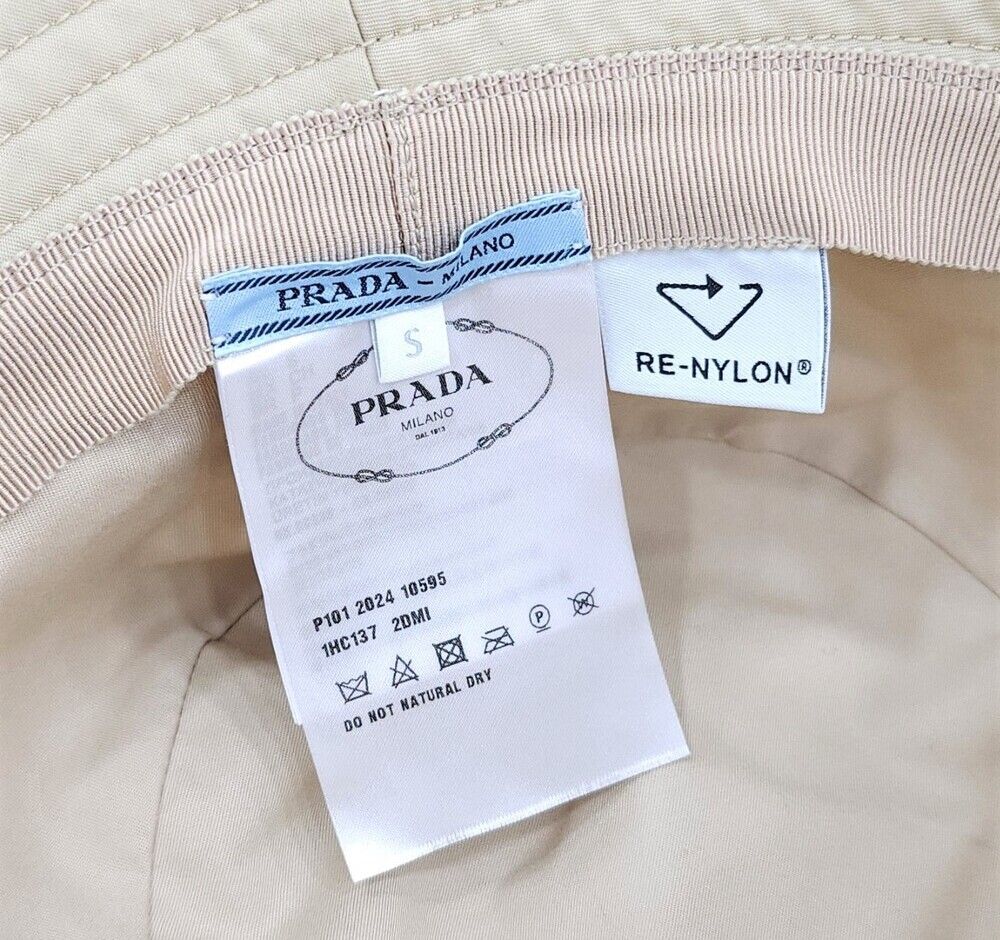 PRADA - MILANO
S
PRADA
MILANO
DAL 1913
RE-NYLON®
P101 2024 10595
1HC137 2DMI
P
W
DO NOT NATURAL DRY